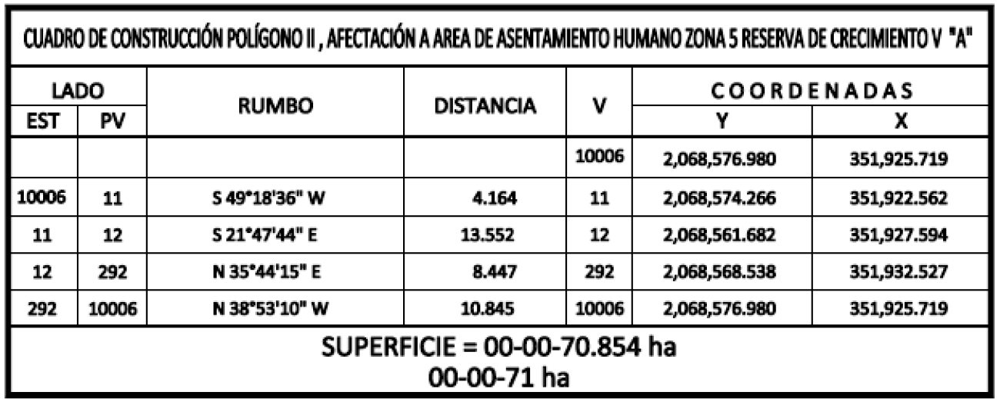 CUADRO DE CONSTRUCCIÓN POLÍGONO II , AFECTACIÓN A AREA DE ASENTAMIENTO HUMANO ZONA 5 RESERVA DE CRECIMIENTO V "A"
LADO RUMBO DISTANCIA V COORDENADAS
EST PV Y X
10006 2,068,576.980 351,925.719
10006 11 S 49°18'36" W 4.164 11 2,068,574.266 351,922.562
11 12 S 21°47'44" E 13.552 12 2,068,561.682 351,927.594
12 292 N 35°44'15" E 8.447 292 2,068,568.538 351,932.527
292 10006 N 38°53'10" W 10.845 10006 2,068,576.980 351,925.719
SUPERFICIE = 00-00-70.854 ha
00-00-71 ha